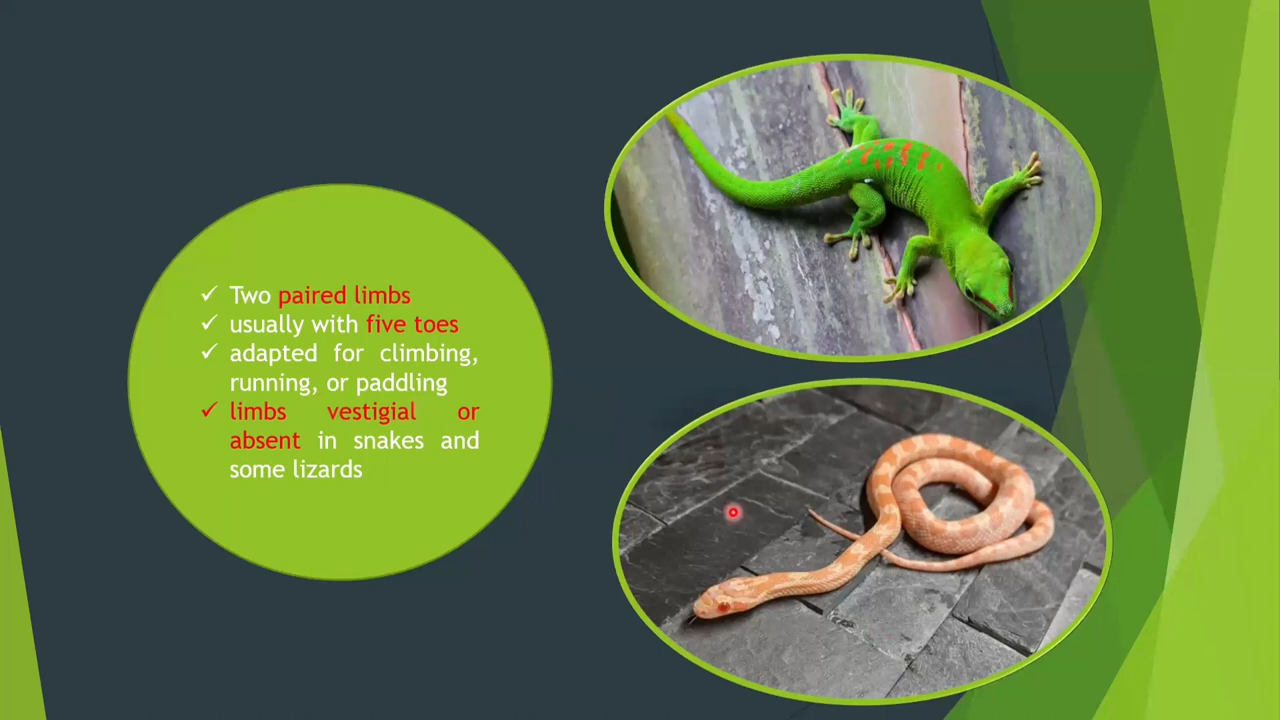 ✓ Two paired limbs
✓ usually with five toes
✓ adapted for climbing,
running, or paddling
✓ limbs vestigial or
absent in snakes and
some lizards